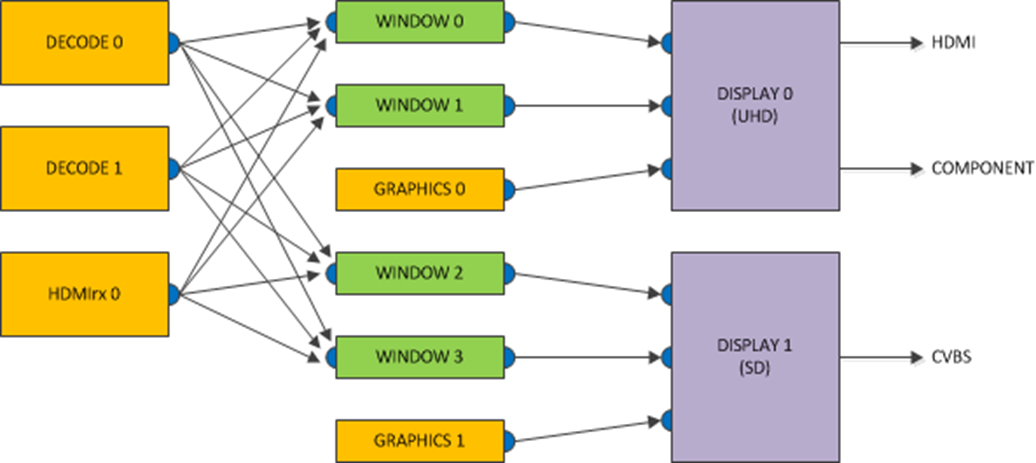 DECODE 0
DECODE 1
HDMIrx 0
WINDOW 0
WINDOW 1
GRAPHICS 0
WINDOW 2
WINDOW 3
GRAPHICS 1
DISPLAY 0
(UHD)
DISPLAY 1
(SD)
HDMI
COMPONENT
CVBS